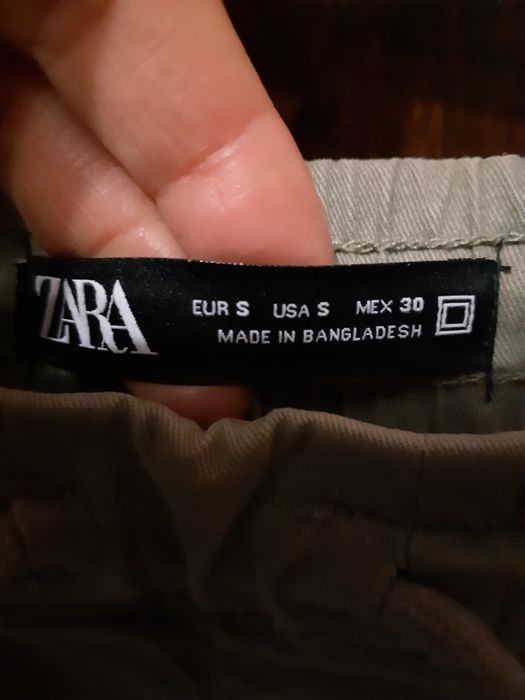 ZARA
EUR S USA S MEX 30
MADE IN BANGLADESH